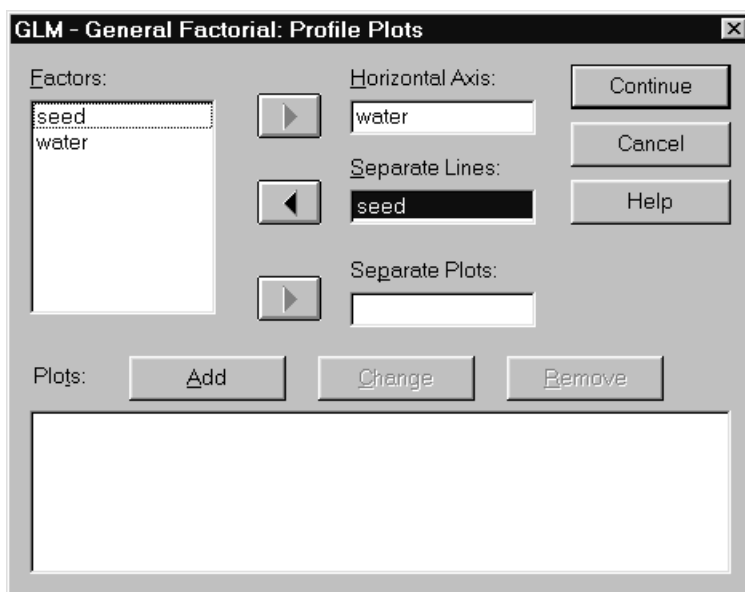 GLM - General Factorial: Profile Plots
Factors:
seed
water
Horizontal Axis:
water
Separate Lines:
seed
Separate Plots:
Continue
Cancel
Help
Plots:
Add
Change
Remove